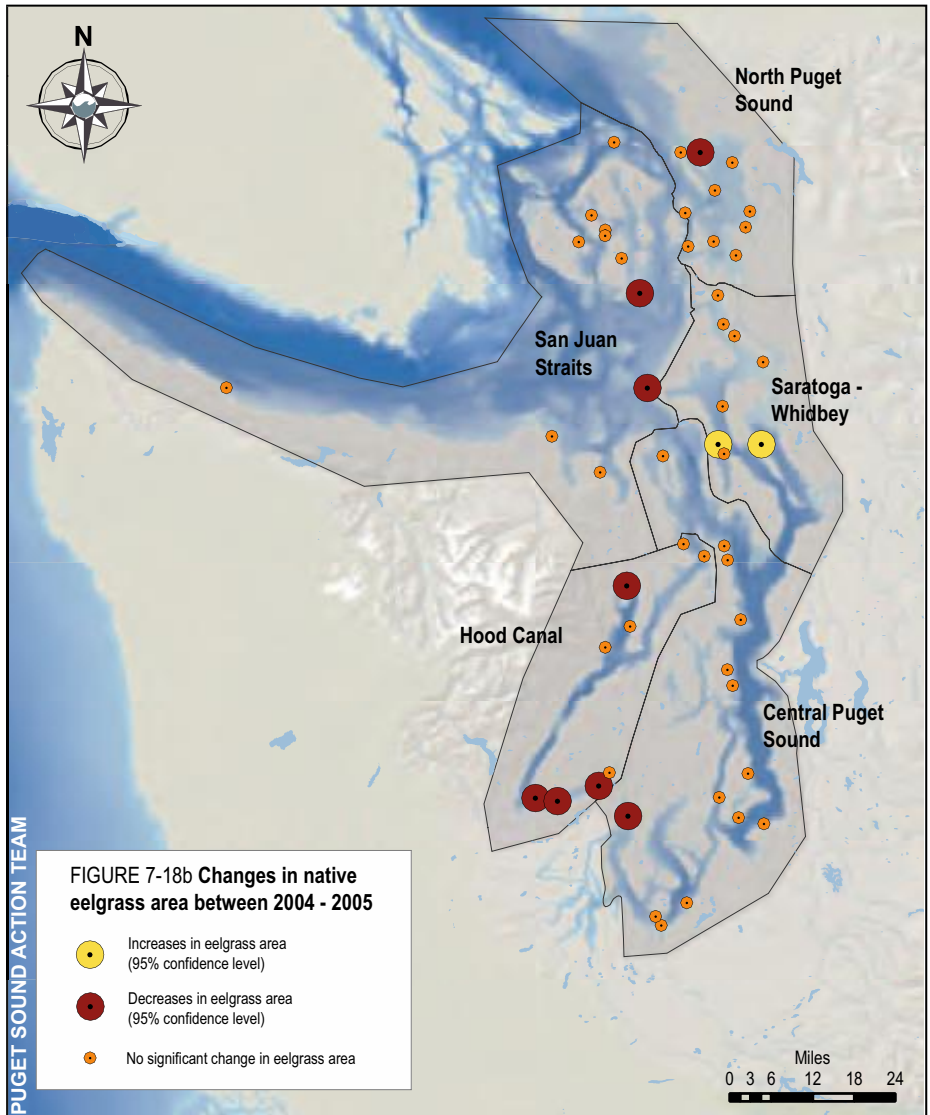 N
North Puget
Sound
San Juan
Straits
Saratoga -
Whidbey
Hood Canal
Central Puget
Sound
PUGET SOUND ACTION TEAM
FIGURE 7-18b Changes in native
eelgrass area between 2004 - 2005
Increases in eelgrass area
(95% confidence level)
Decreases in eelgrass area
(95% confidence level)
No significant change in eelgrass area
Miles
0 3 6 12 18 24